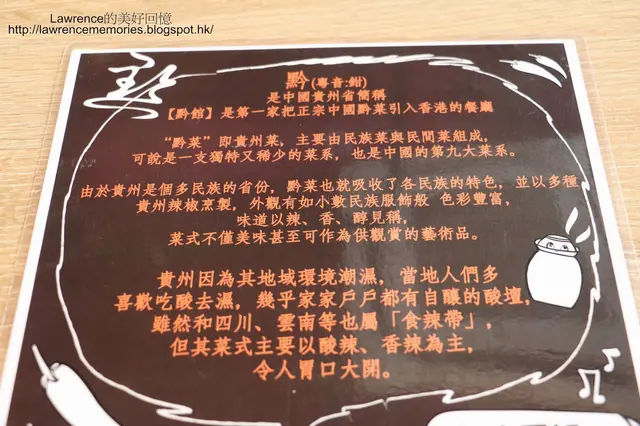 Lawrence的美好回憶
http://lawrencememories.blogspot.hk/
黔
黔(粵音:鉗)
是中國貴州省簡稱
【黔館】是第一家把正宗中國黔菜引入香港的餐廳
“黔菜”即貴州菜，主要由民族菜與民間菜組成，
可說是一支獨特又稀少的菜系，也是中國的第九大菜系。
由於貴州是個多民族的省份，黔菜也就吸收了各民族的特色，並以多種
貴州辣椒烹製，外觀有如小數民族服飾般 色彩豐富，
味道以辣、香、醇見稱，
菜式不僅美味甚至可作為供觀賞的藝術品。
貴州因為其地域環境潮濕，當地人們多
喜歡吃酸去濕，幾乎家家戶戶都有自釀的酸壇，
雖然和四川、雲南等也屬「食辣帶」，
但其菜式主要以酸辣、香辣為主，
令人胃口大開。